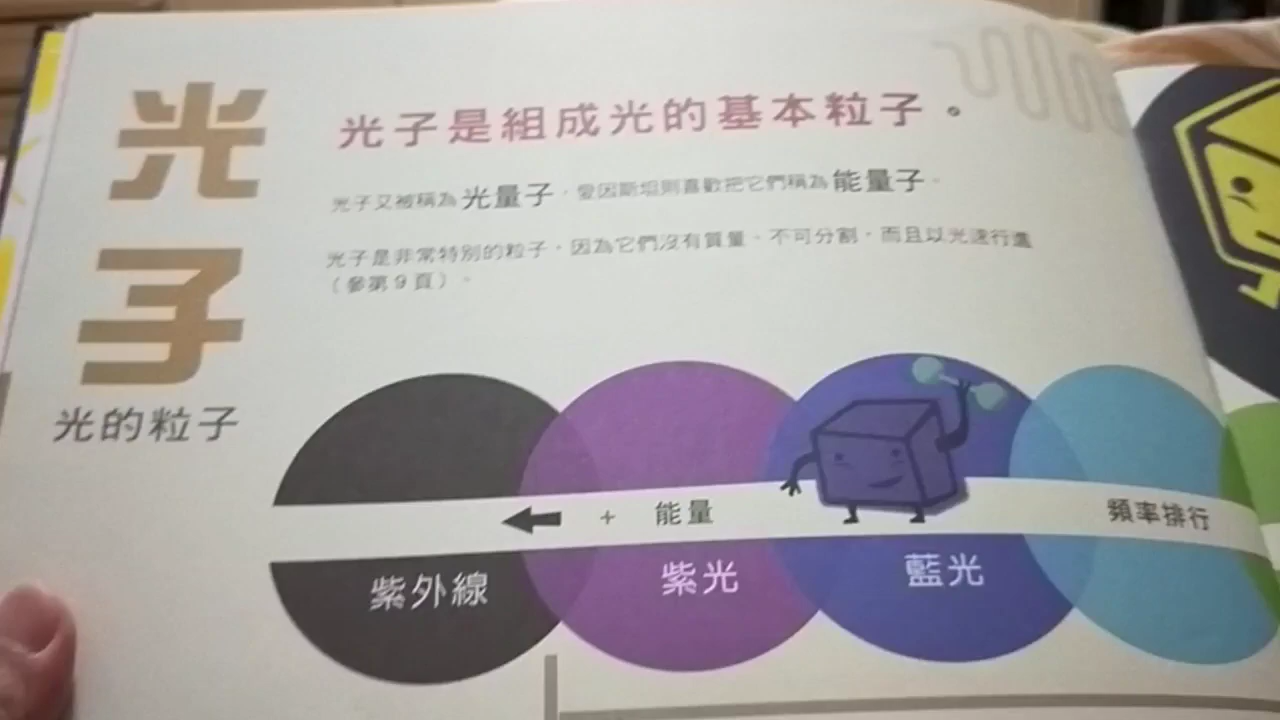 光子
光的粒子
光子是組成光的基本粒子。
光子又被稱為光量子，愛因斯坦則喜歡把它們稱為能量子。
光子是非常特別的粒子，因為它們沒有質量、不可分割，而且以光速行進
（參第9頁）。
+ 能量
頻率排行
紫外線
紫光
藍光